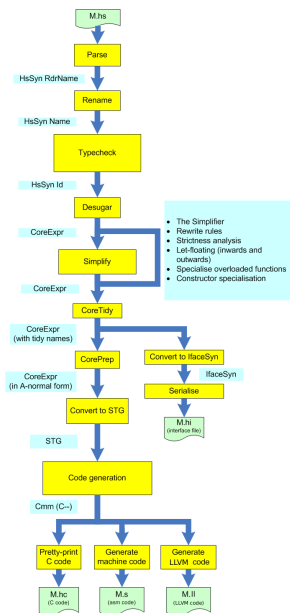 M.hs
Parse
HsSyn RdrName
Rename
HsSyn Name
Typecheck
HsSyn Id
Desugar
CoreExpr
• The Simplifier
• Rewrite rules
• Strictness analysis
• Let-floating (inwards and
outwards)
• Specialise overloaded functions
• Constructor specialisation
Simplify
CoreExpr
CoreTidy
CoreExpr
(with tidy names)
CorePrep
Convert to IfaceSyn
IfaceSyn
CoreExpr
(in A-normal form)
Serialise
Convert to STG
M.hi
(interface file)
STG
Code generation
Cmm (C--)
Pretty-print
C code
Generate
machine code
Generate
LLVM code
M.hc
(C code)
M.s
(asm code)
M.ll
(LLVM code)